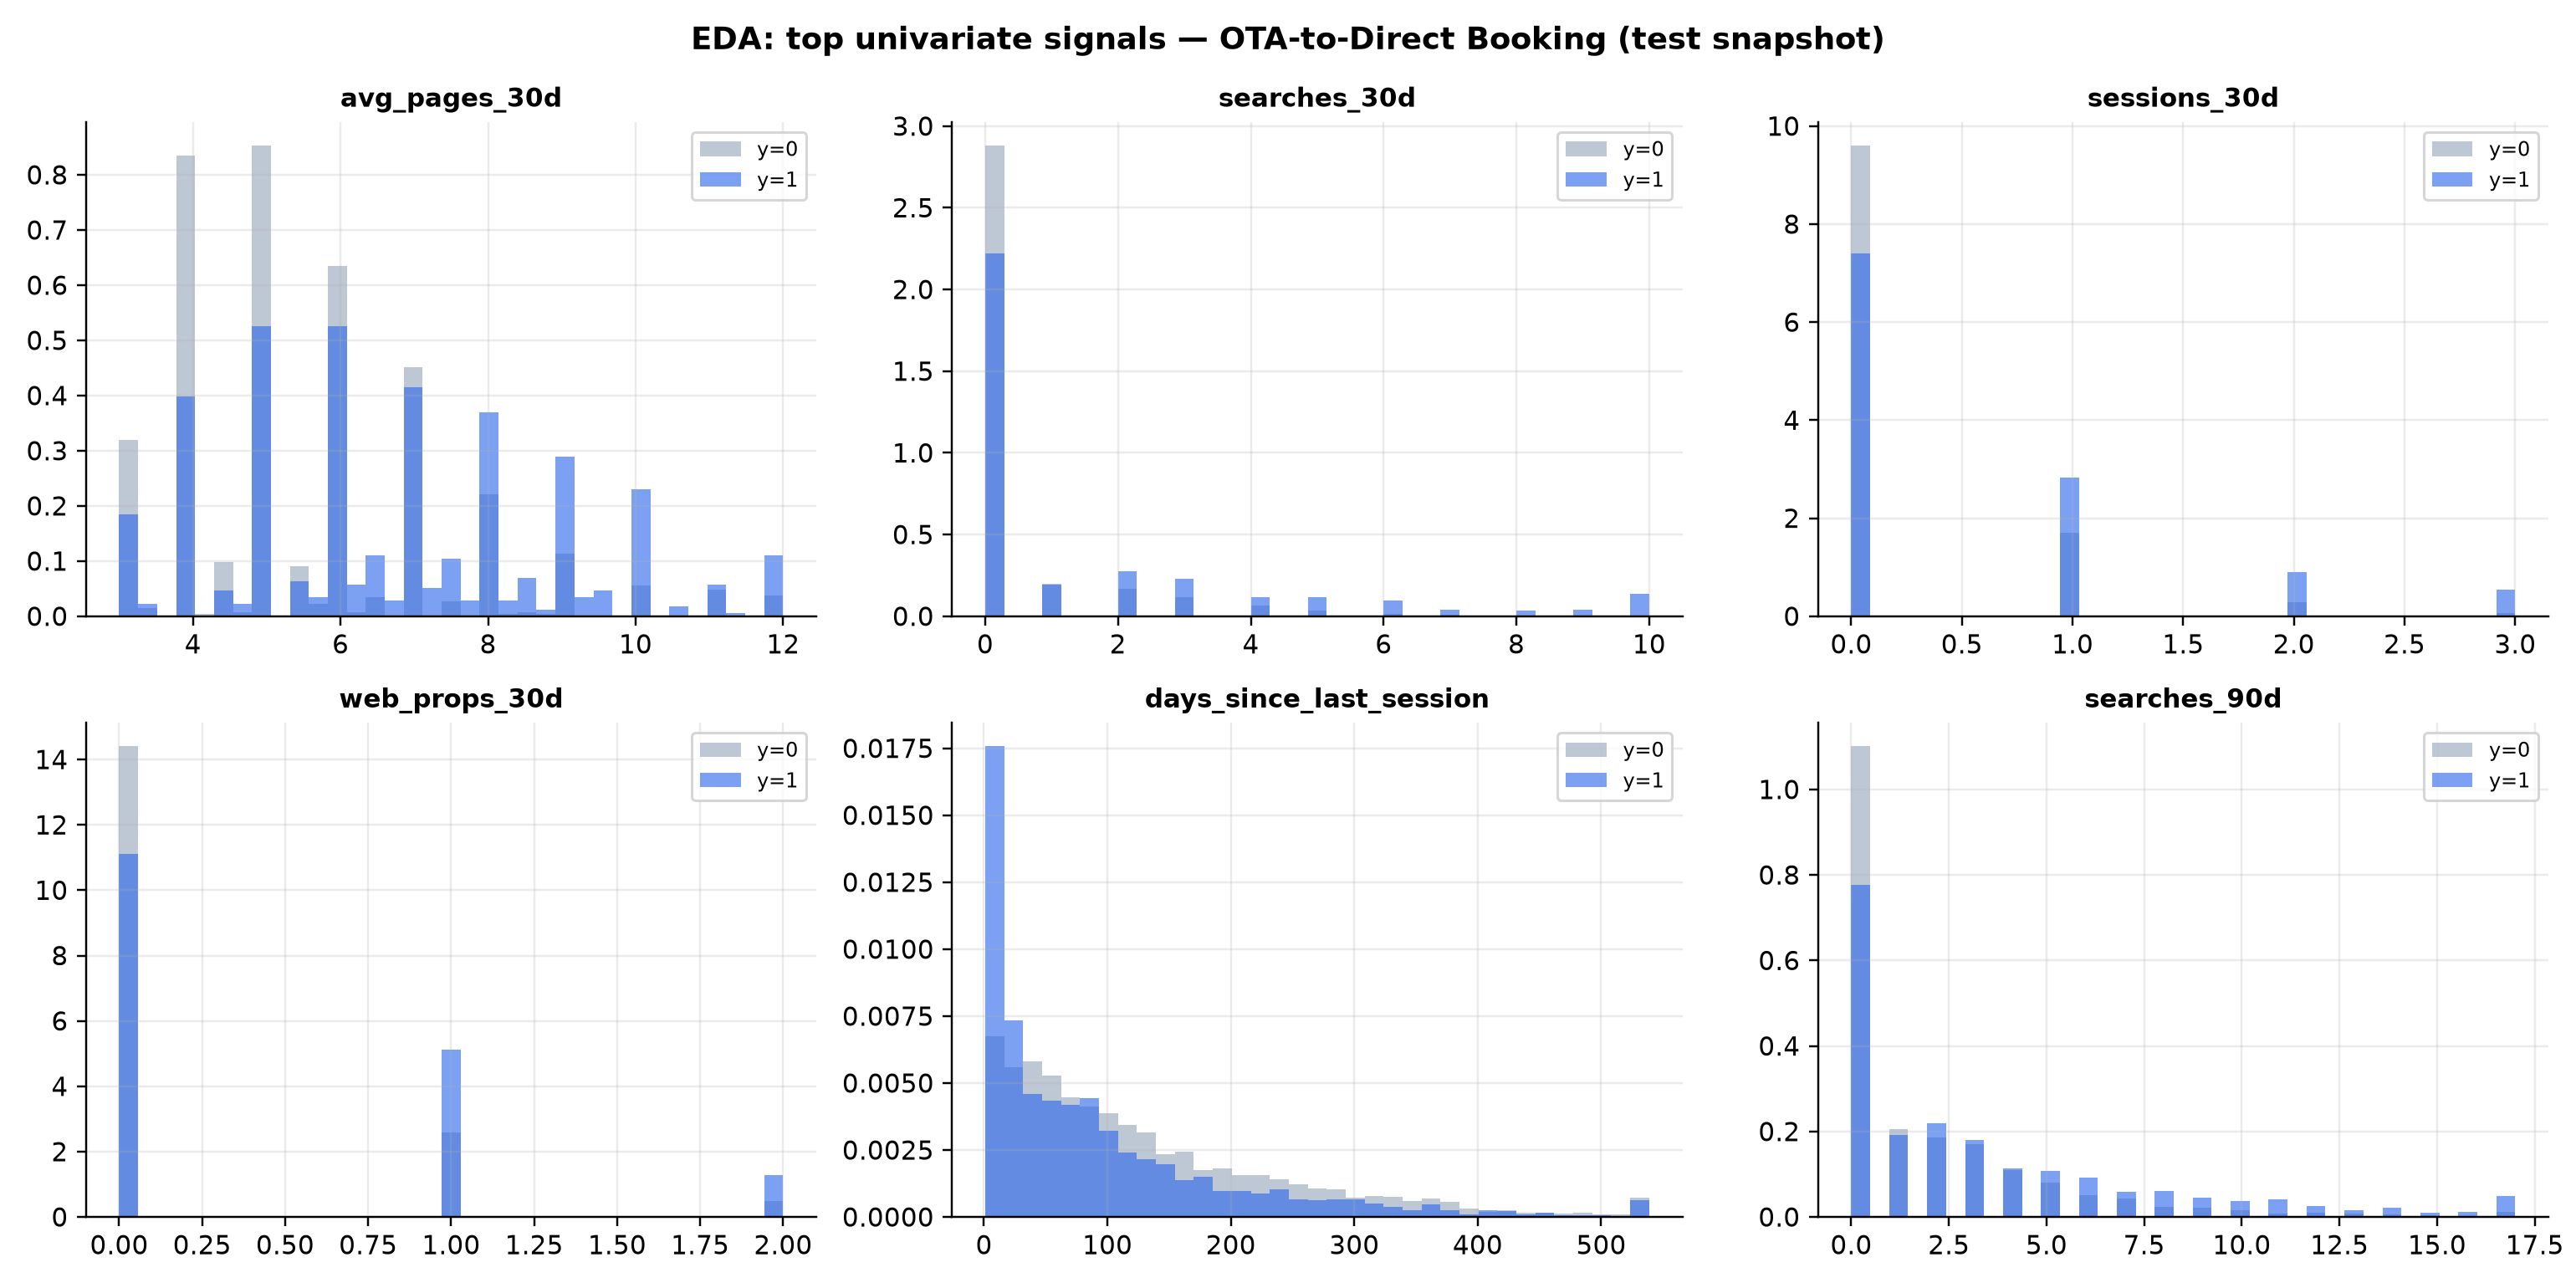 EDA: top univariate signals — OTA-to-Direct Booking (test snapshot)
avg_pages_30d
0.8
0.7
0.6
0.5
0.4
0.3
0.2
0.1
0.0
4 6 8 10 12
y=0
y=1
searches_30d
3.0
2.5
2.0
1.5
1.0
0.5
0.0
0 2 4 6 8 10
y=0
y=1
sessions_30d
10
8
6
4
2
0
0.0 0.5 1.0 1.5 2.0 2.5 3.0
y=0
y=1
web_props_30d
14
12
10
8
6
4
2
0
0.00 0.25 0.50 0.75 1.00 1.25 1.50 1.75 2.00
y=0
y=1
days_since_last_session
0.0175
0.0150
0.0125
0.0100
0.0075
0.0050
0.0025
0.0000
0 100 200 300 400 500
y=0
y=1
searches_90d
1.0
0.8
0.6
0.4
0.2
0.0
0.0 2.5 5.0 7.5 10.0 12.5 15.0 17.5
y=0
y=1